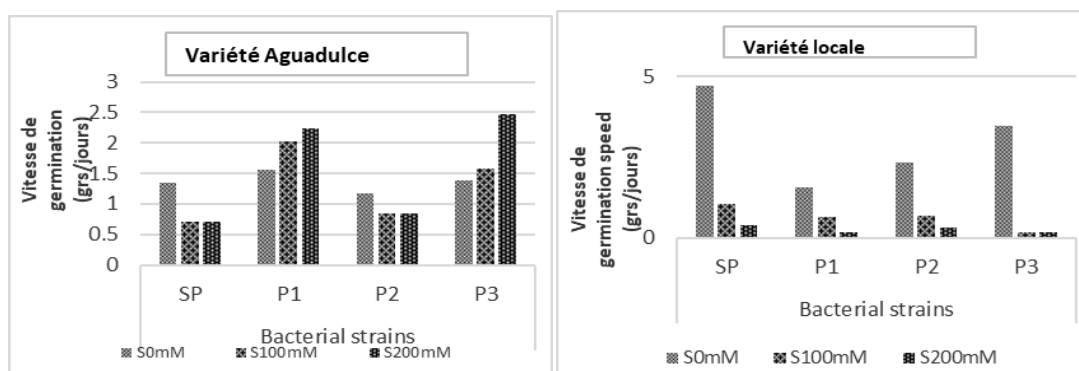 Variété Aguadulce
Vitesse de
germination
(grs/jours)
3
2.5
2
1.5
1
0.5
0
SP P1 P2 P3
Bacterial strains
S0mM S100mM S200mM
Variété locale
Vitesse de
germination speed
(grs/jours)
5
0
SP P1 P2 P3
Bacterial strains
S0mM S100mM S200mM